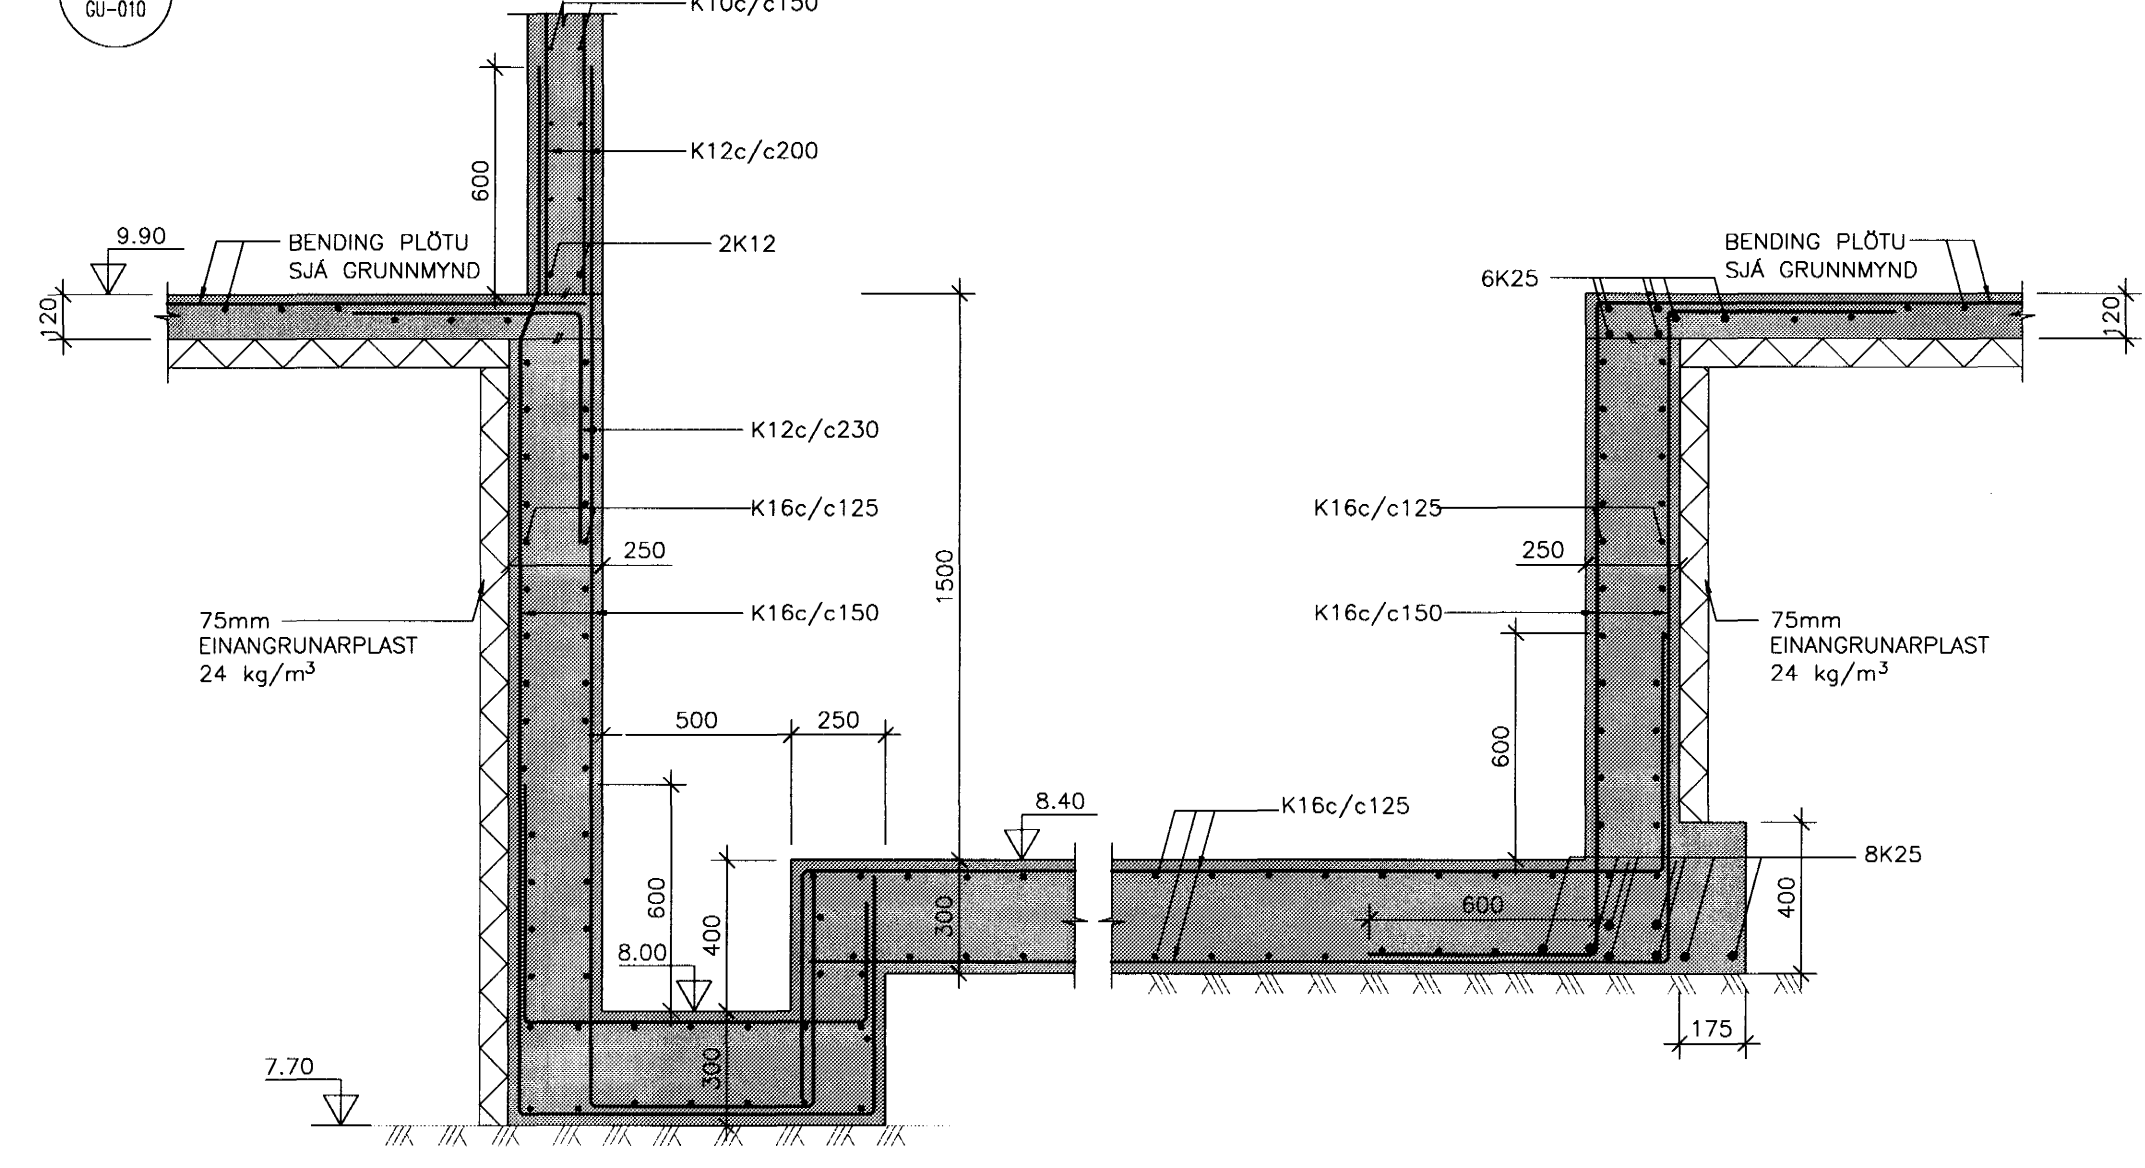 GU-010
K10c/c150
600
K12c/c200
9.90
BENDING PLÖTU
SJÁ GRUNNMYND
2K12
6K25
BENDING PLÖTU
SJÁ GRUNNMYND
120
120
K12c/c230
K16c/c125
K16c/c125
250
250
1500
75mm
EINANGRUNARPLAST
24 kg/m³
K16c/c150
K16c/c150
75mm
EINANGRUNARPLAST
24 kg/m³
500
250
600
8.40
K16c/c125
8K25
600
400
300
600
400
8.00
300
175
7.70